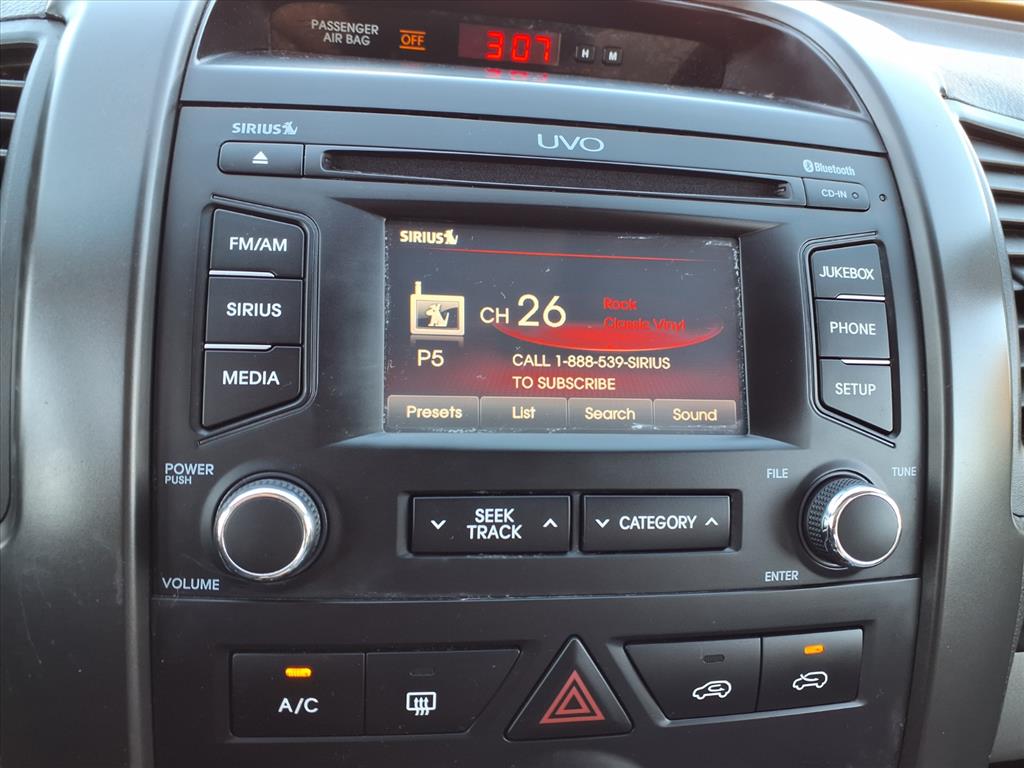 PASSENGER
AIR BAG
OFF
3:07
H
M
SIRIUS
UVO
Bluetooth
CD-IN
FM/AM
SIRIUS
MEDIA
SIRIUS
CH 26
Rock
Classic Vinyl
P5
CALL 1-888-539-SIRIUS
TO SUBSCRIBE
Presets
List
Search
Sound
JUKEBOX
PHONE
SETUP
POWER
PUSH
VOLUME
SEEK
TRACK
CATEGORY
FILE
TUNE
ENTER
A/C